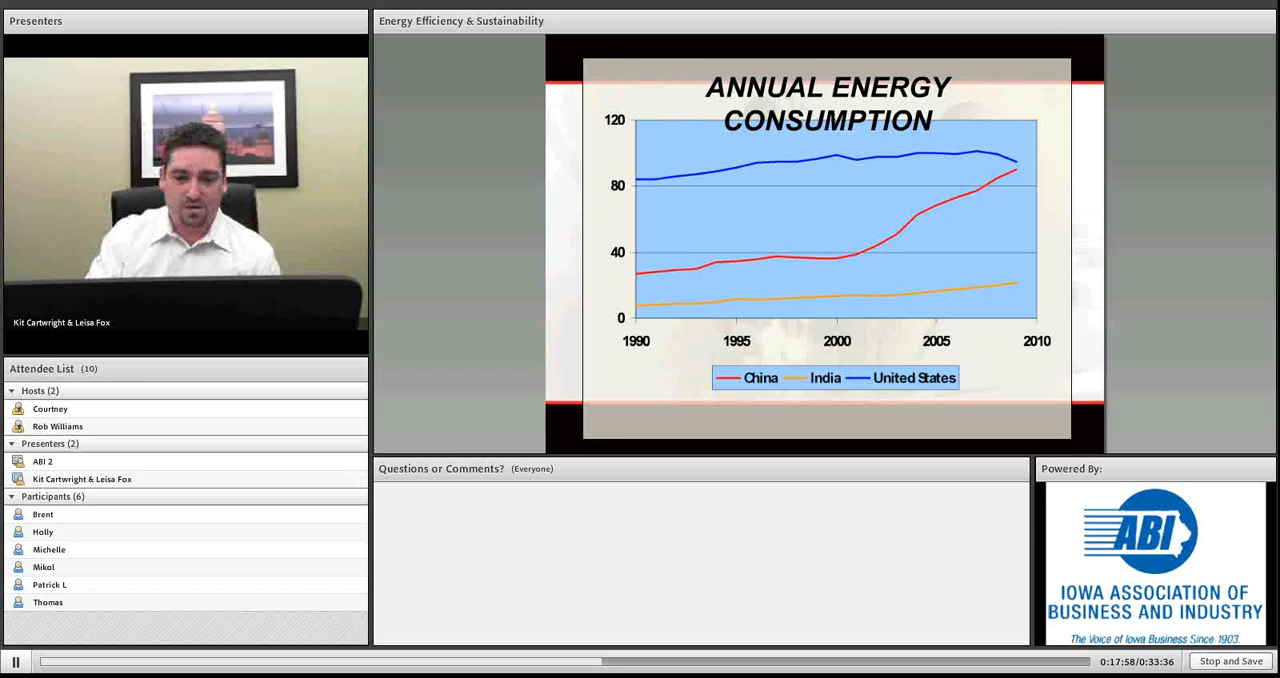 Presenters
Kit Cartwright & Leisa Fox
Attendee List (10)
Hosts (2)
Courtney
Rob Williams
Presenters (2)
ABI 2
Kit Cartwright & Leisa Fox
Participants (6)
Brent
Holly
Michelle
Mikol
Patrick L
Thomas
Energy Efficiency & Sustainability
ANNUAL ENERGY
CONSUMPTION
120
80
40
0
1990 1995 2000 2005 2010
China India United States
Questions or Comments? (Everyone)
Powered By:
ABI
IOWA ASSOCIATION OF
BUSINESS AND INDUSTRY
The Voice of Iowa Business Since 1903.
0:17:58/0:33:36 Stop and Save